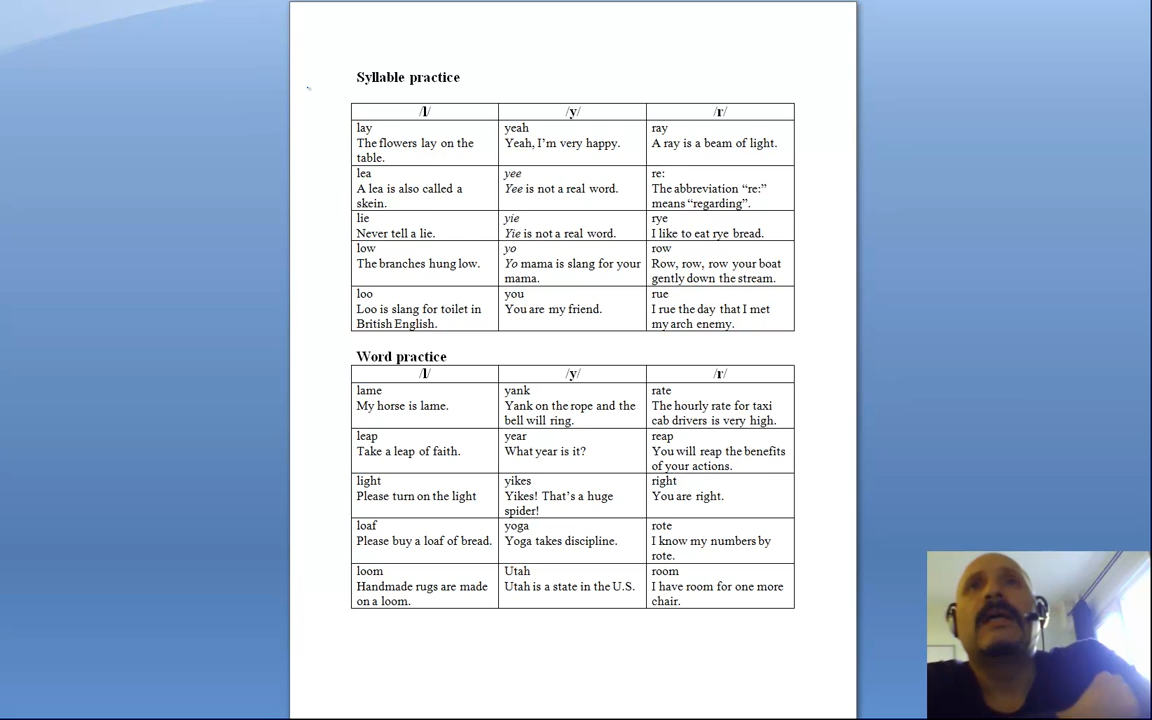 Syllable practice
/l/ /y/ /r/
lay
The flowers lay on the
table.
yeah
Yeah, I'm very happy.
ray
A ray is a beam of light.
lea
A lea is also called a
skein.
yee
Yee is not a real word.
re:
The abbreviation "re:"
means "regarding".
lie
Never tell a lie.
yie
Yie is not a real word.
rye
I like to eat rye bread.
low
The branches hung low.
yo
Yo mama is slang for your
mama.
row
Row, row, row your boat
gently down the stream.
loo
Loo is slang for toilet in
British English.
you
You are my friend.
rue
I rue the day that I met
my arch enemy.
Word practice
/l/ /y/ /r/
lame
My horse is lame.
yank
Yank on the rope and the
bell will ring.
rate
The hourly rate for taxi
cab drivers is very high.
leap
Take a leap of faith.
year
What year is it?
reap
You will reap the benefits
of your actions.
light
Please turn on the light
yikes
Yikes! That's a huge
spider!
right
You are right.
loaf
Please buy a loaf of bread.
yoga
Yoga takes discipline.
rote
I know my numbers by
rote.
loom
Handmade rugs are made
on a loom.
Utah
Utah is a state in the U.S.
room
I have room for one more
chair.